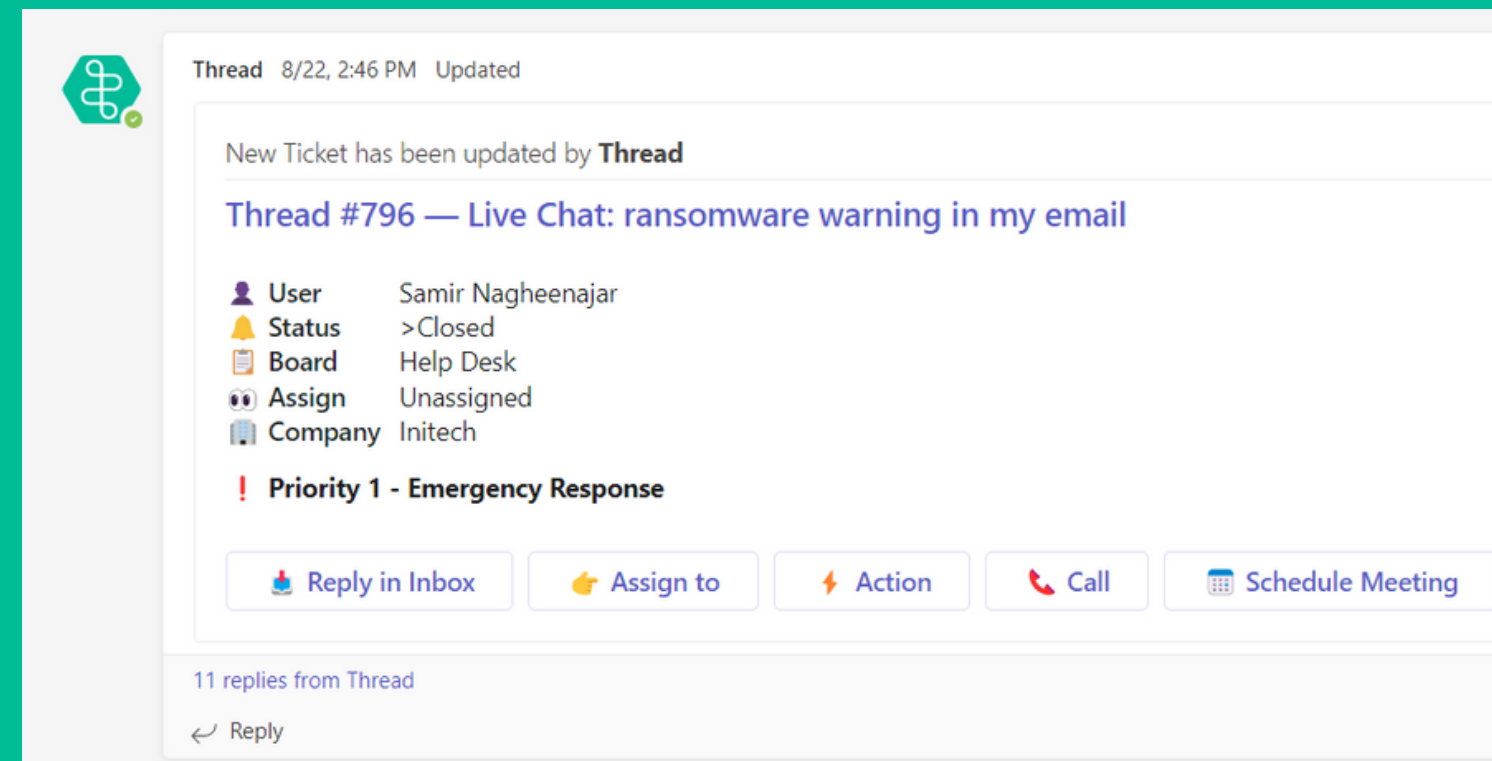 Thread 8/22, 2:46 PM Updated
New Ticket has been updated by Thread
Thread #796 — Live Chat: ransomware warning in my email
User Samir Nagheenajar
Status >Closed
Board Help Desk
Assign Unassigned
Company Initech
❗ Priority 1 - Emergency Response
Reply in Inbox Assign to Action Call Schedule Meeting
11 replies from Thread
Reply